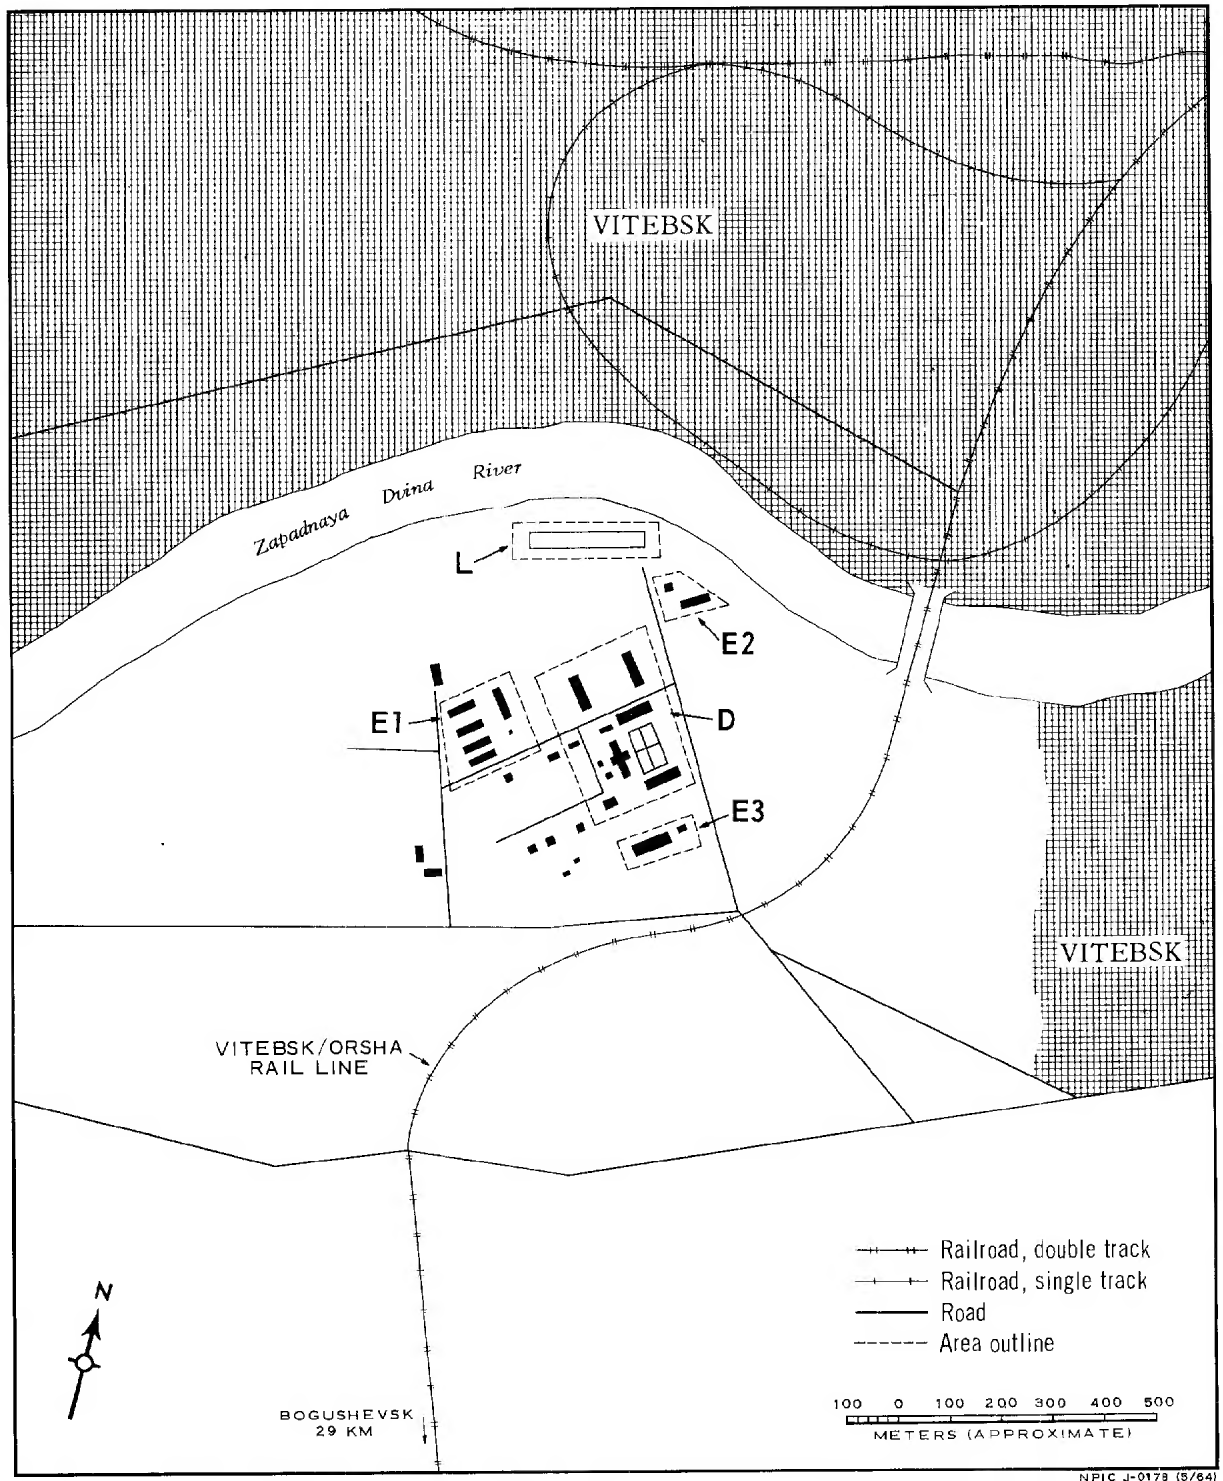 VITEBSK
Zapadnaya Dvina River
L
E2
E1
D
E3
VITEBSK
VITEBSK/ORSHA
RAIL LINE
N
Railroad, double track
Railroad, single track
Road
Area outline
BOGUSHEVSK
29 KM
100 0 100 200 300 400 500
METERS (APPROXIMATE)
NPIC J-0178 (5/64)